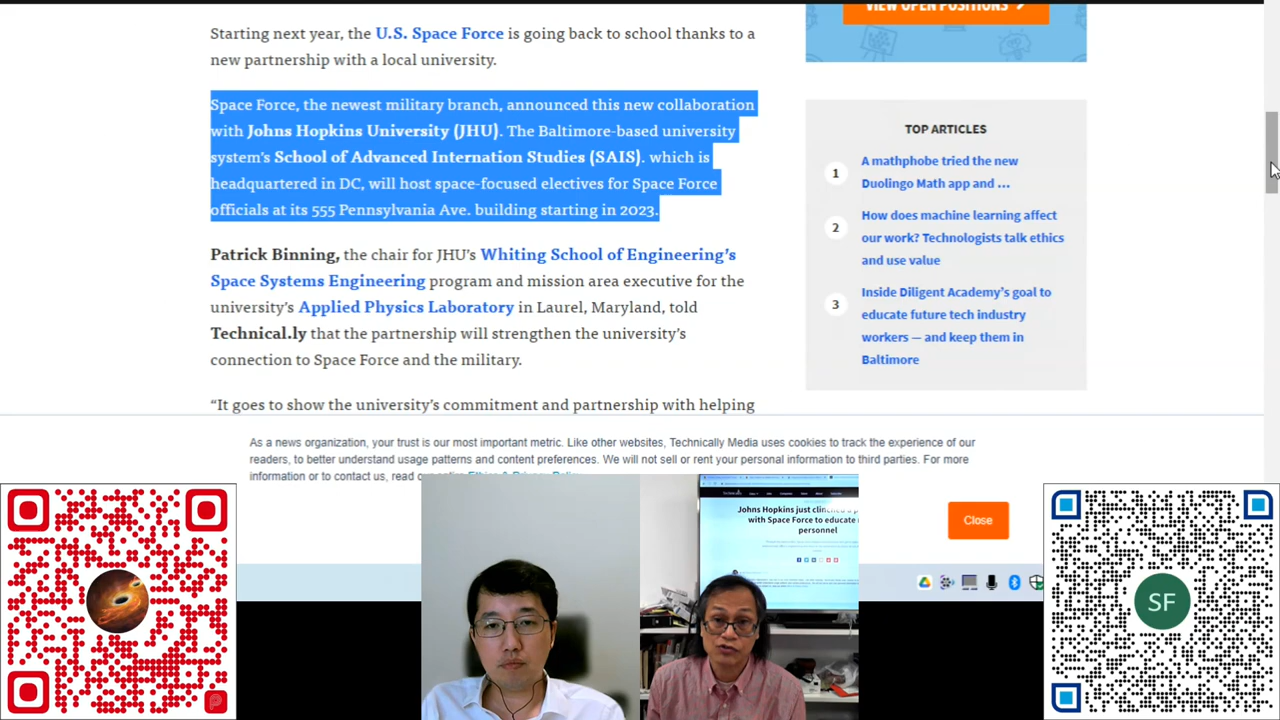 VIEW OPEN POSITIONS
Starting next year, the U.S. Space Force is going back to school thanks to a
new partnership with a local university.
Space Force, the newest military branch, announced this new collaboration
with Johns Hopkins University (JHU). The Baltimore-based university
system's School of Advanced Internation Studies (SAIS). which is
headquartered in DC, will host space-focused electives for Space Force
officials at its 555 Pennsylvania Ave. building starting in 2023.
Patrick Binning, the chair for JHU's Whiting School of Engineering's
Space Systems Engineering program and mission area executive for the
university's Applied Physics Laboratory in Laurel, Maryland, told
Technical.ly that the partnership will strengthen the university's
connection to Space Force and the military.
"It goes to show the university's commitment and partnership with helping
TOP ARTICLES
1
A mathphobe tried the new
Duolingo Math app and ...
2
How does machine learning affect
our work? Technologists talk ethics
and use value
3
Inside Diligent Academy's goal to
educate future tech industry
workers — and keep them in
Baltimore
As a news organization, your trust is our most important metric. Like other websites, Technically Media uses cookies to track the experience of our
readers, to better understand usage patterns and content preferences. We will not sell or rent your personal information to third parties. For more
information or to contact us, read
Close
Johns Hopkins just
with Space Force to educate
personnel
SF